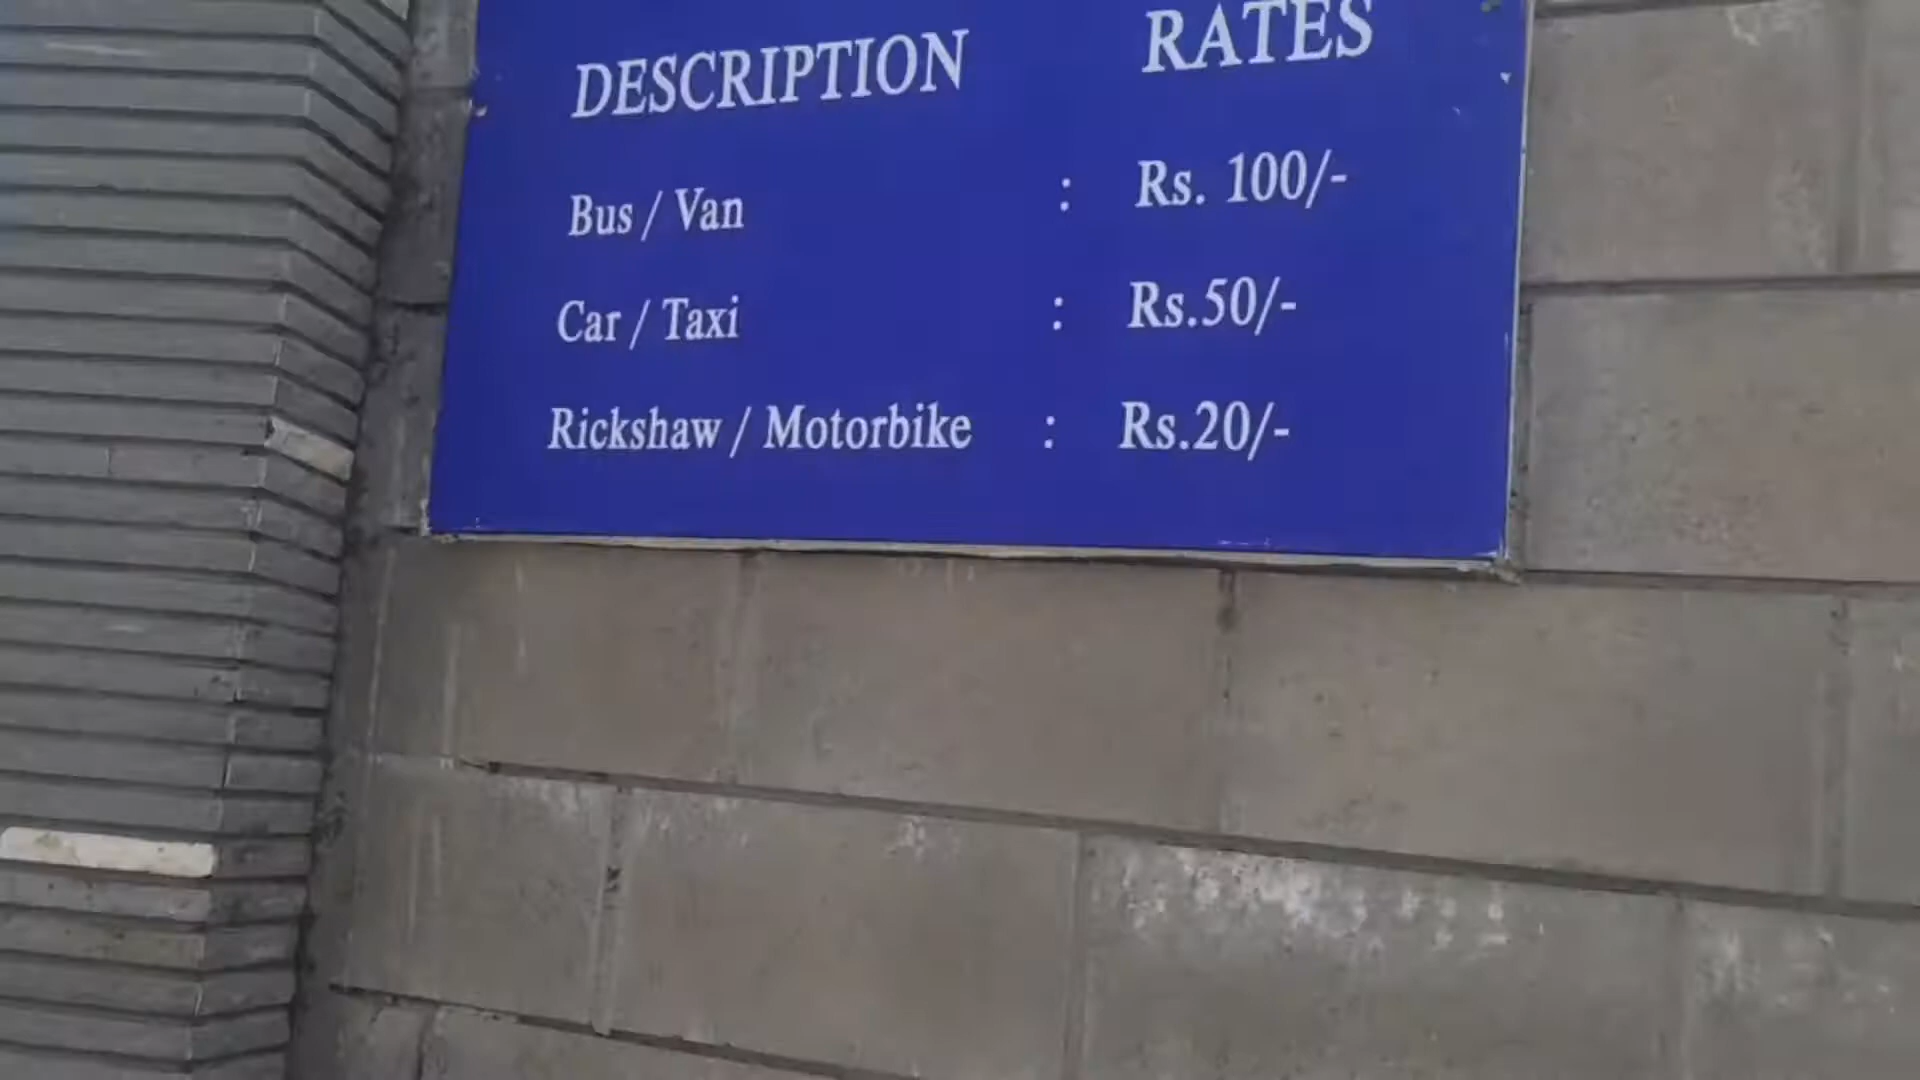 DESCRIPTION RATES
Bus / Van : Rs. 100/-
Car / Taxi : Rs.50/-
Rickshaw / Motorbike : Rs.20/-